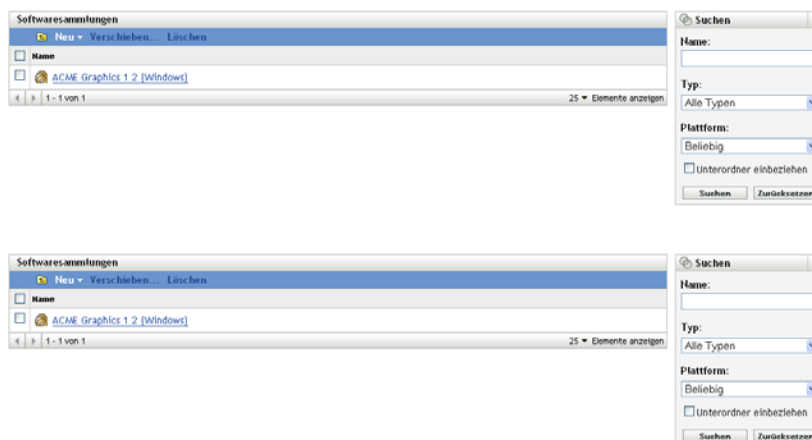 Softwaresammlungen
Neu Verschieben... Löschen
Name
ACME Graphics 1 2 (Windows)
1 - 1 von 1
25 Elemente anzeigen
Suchen
Name:
Typ:
Alle Typen
Plattform:
Beliebig
Unterordner einbeziehen
Suchen Zurücksetzen
Softwaresammlungen
Neu Verschieben... Löschen
Name
ACME Graphics 1 2 (Windows)
1 - 1 von 1
25 Elemente anzeigen
Suchen
Name:
Typ:
Alle Typen
Plattform:
Beliebig
Unterordner einbeziehen
Suchen Zurücksetzen